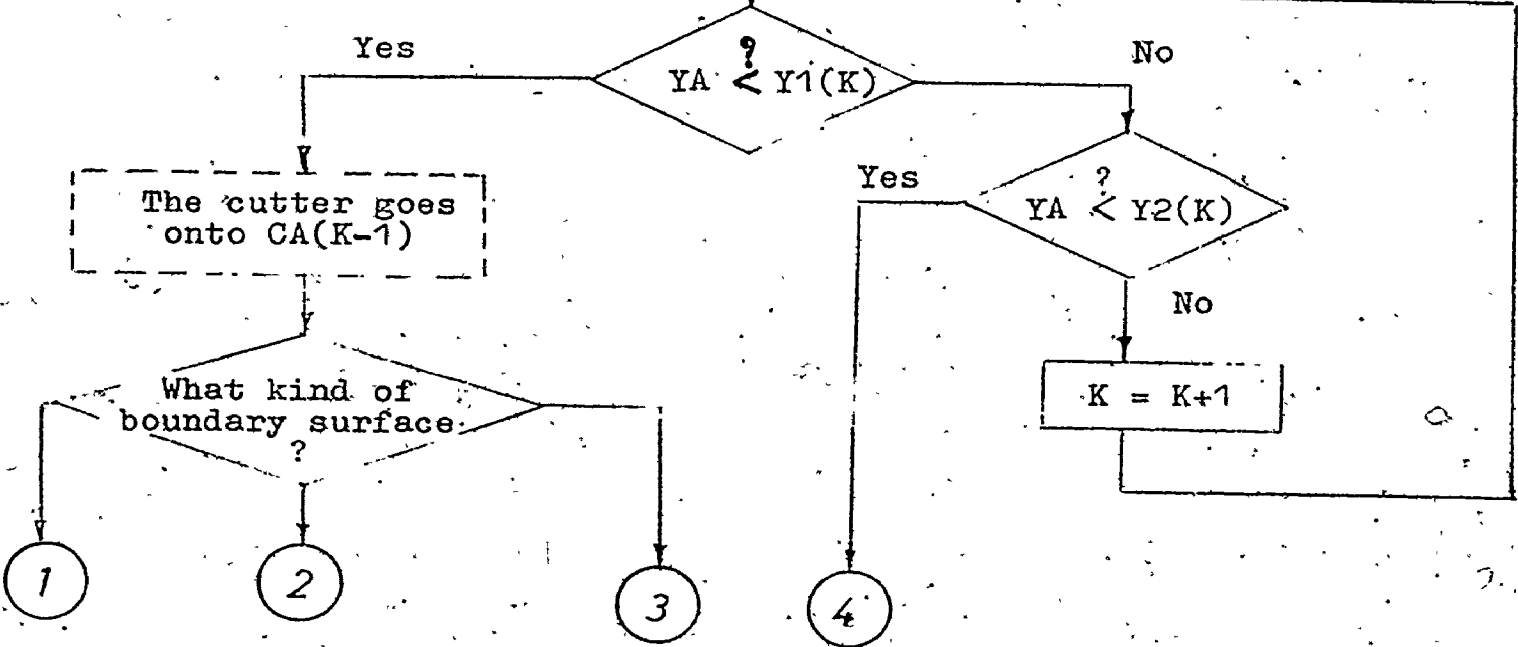 Yes
No
?
YA < Y1(K)
Yes
?
YA < Y2(K)
The cutter goes
onto CA(K-1)
No
What kind of
boundary surface
?
K = K+1
1
2
3
4